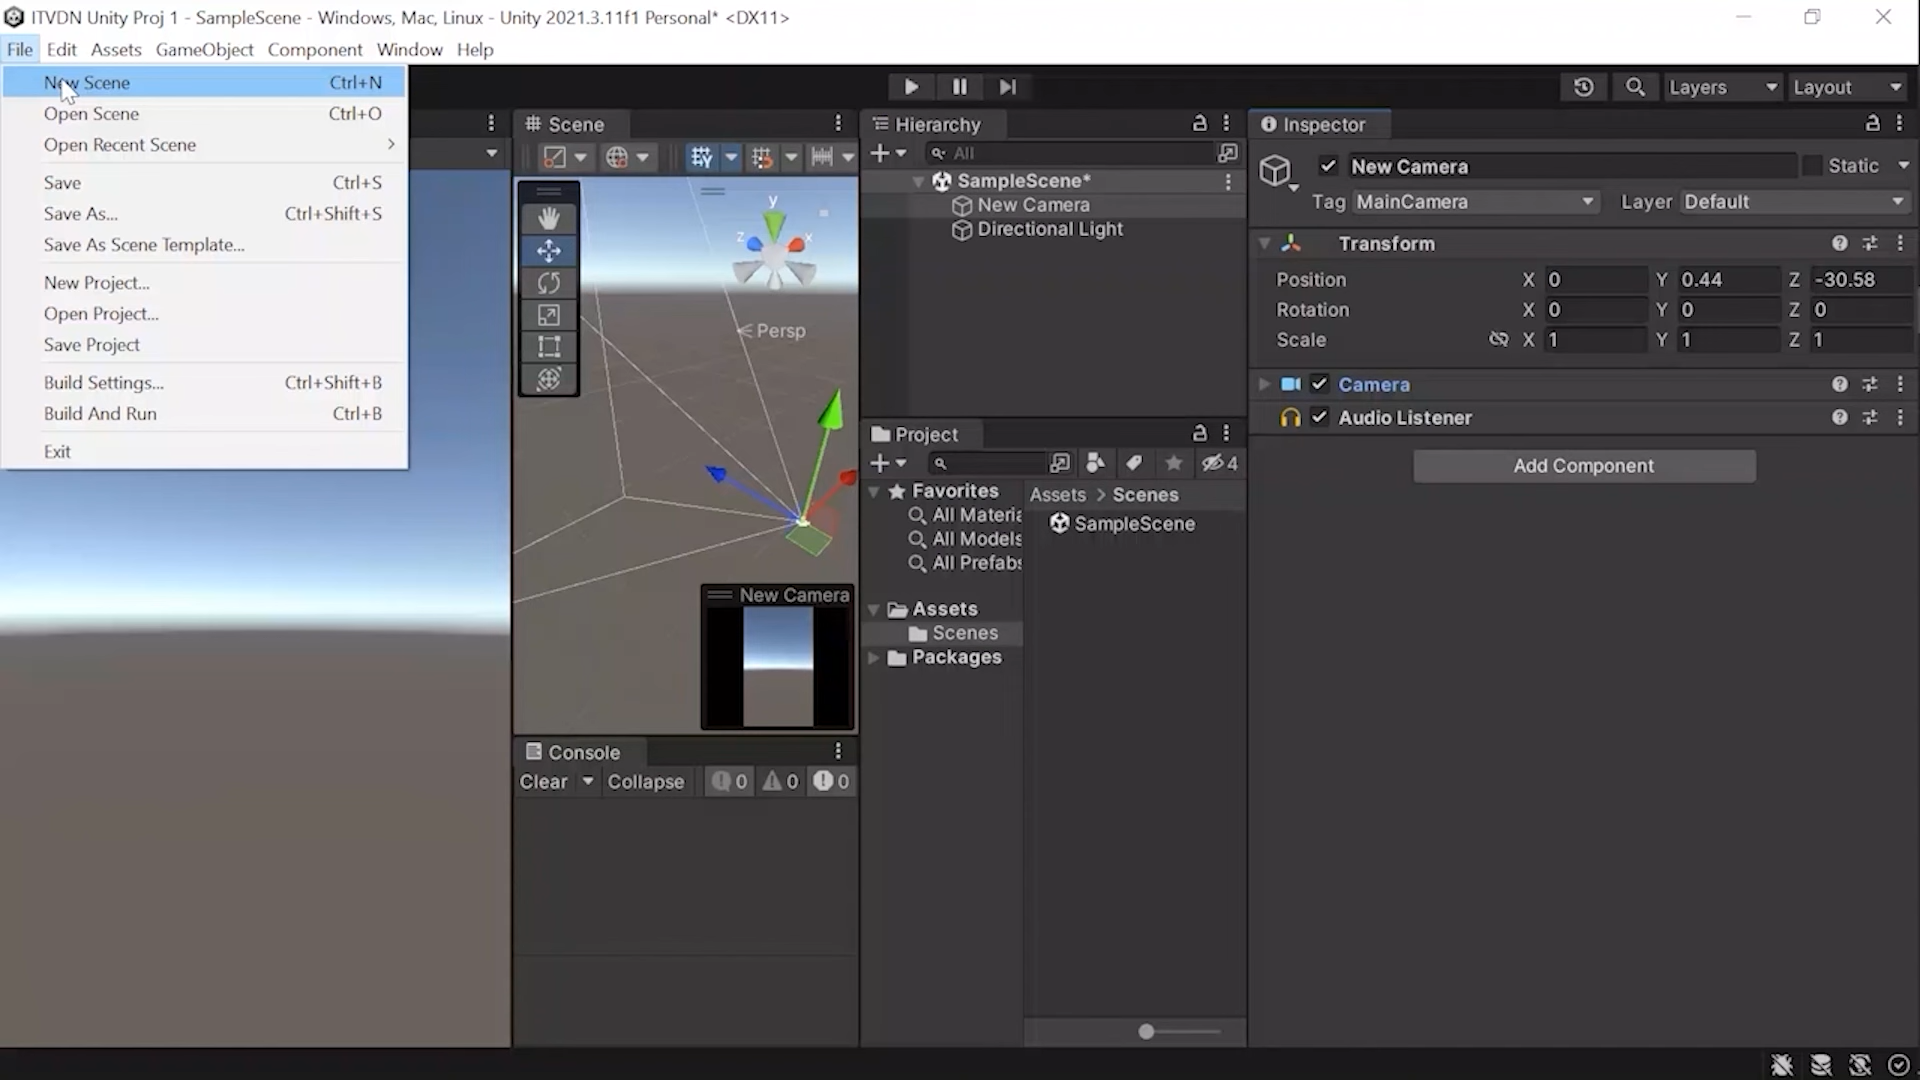 ITVDN Unity Proj 1 - SampleScene - Windows, Mac, Linux - Unity 2021.3.11f1 Personal* <DX11>
File Edit Assets GameObject Component Window Help
New Scene Ctrl+N
Open Scene Ctrl+O
Open Recent Scene
Save Ctrl+S
Save As... Ctrl+Shift+S
Save As Scene Template...
New Project...
Open Project...
Save Project
Build Settings... Ctrl+Shift+B
Build And Run Ctrl+B
Exit
Layers Layout
Scene
y
z x
Persp
New Camera
Console
Clear Collapse 0 0 0
Hierarchy
All
SampleScene*
New Camera
Directional Light
Project
4
Favorites
All Materia
All Models
All Prefabs
Assets
Scenes
Packages
Assets > Scenes
SampleScene
Inspector
New Camera Static
Tag MainCamera Layer Default
Transform
Position X 0 Y 0.44 Z -30.58
Rotation X 0 Y 0 Z 0
Scale X 1 Y 1 Z 1
Camera
Audio Listener
Add Component